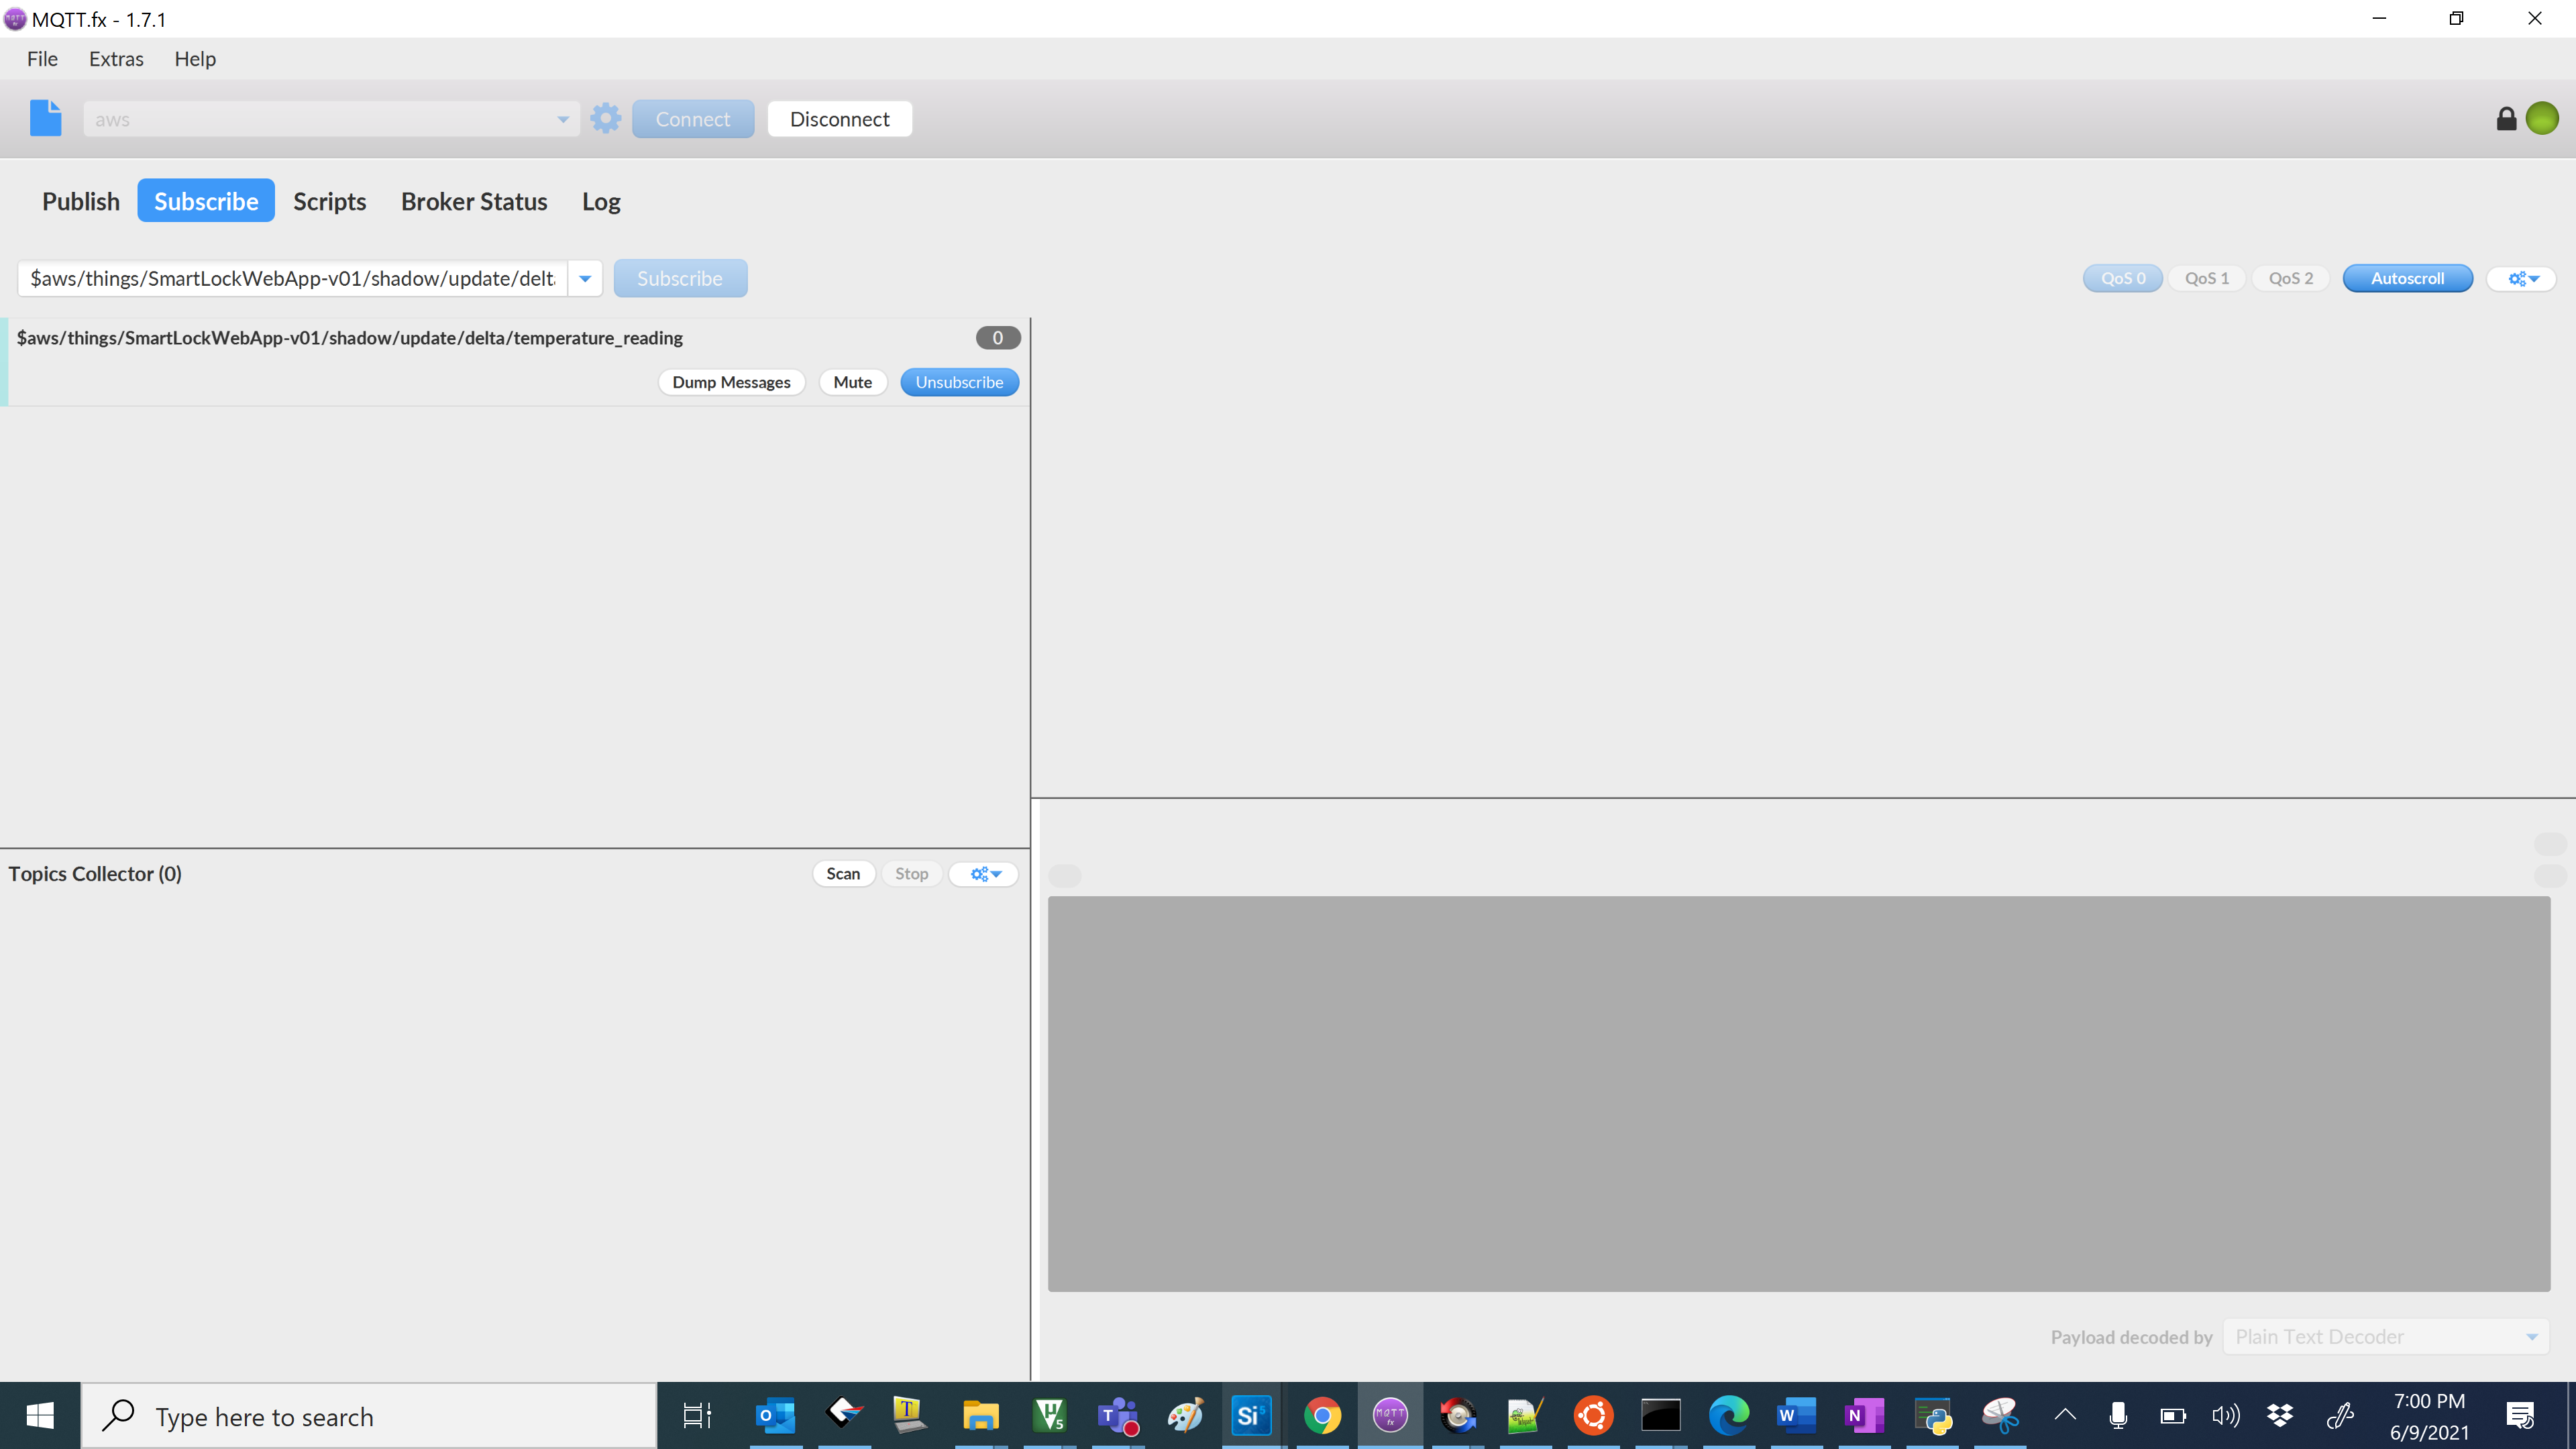 MQTT.fx - 1.7.1
File Extras Help
aws Connect Disconnect
Publish Subscribe Scripts Broker Status Log
$aws/things/SmartLockWebApp-v01/shadow/update/delt Subscribe QoS 0 QoS 1 QoS 2 Autoscroll
$aws/things/SmartLockWebApp-v01/shadow/update/delta/temperature_reading 0
Dump Messages Mute Unsubscribe
Topics Collector (0) Scan Stop
Payload decoded by Plain Text Decoder
Type here to search
7:00 PM
6/9/2021